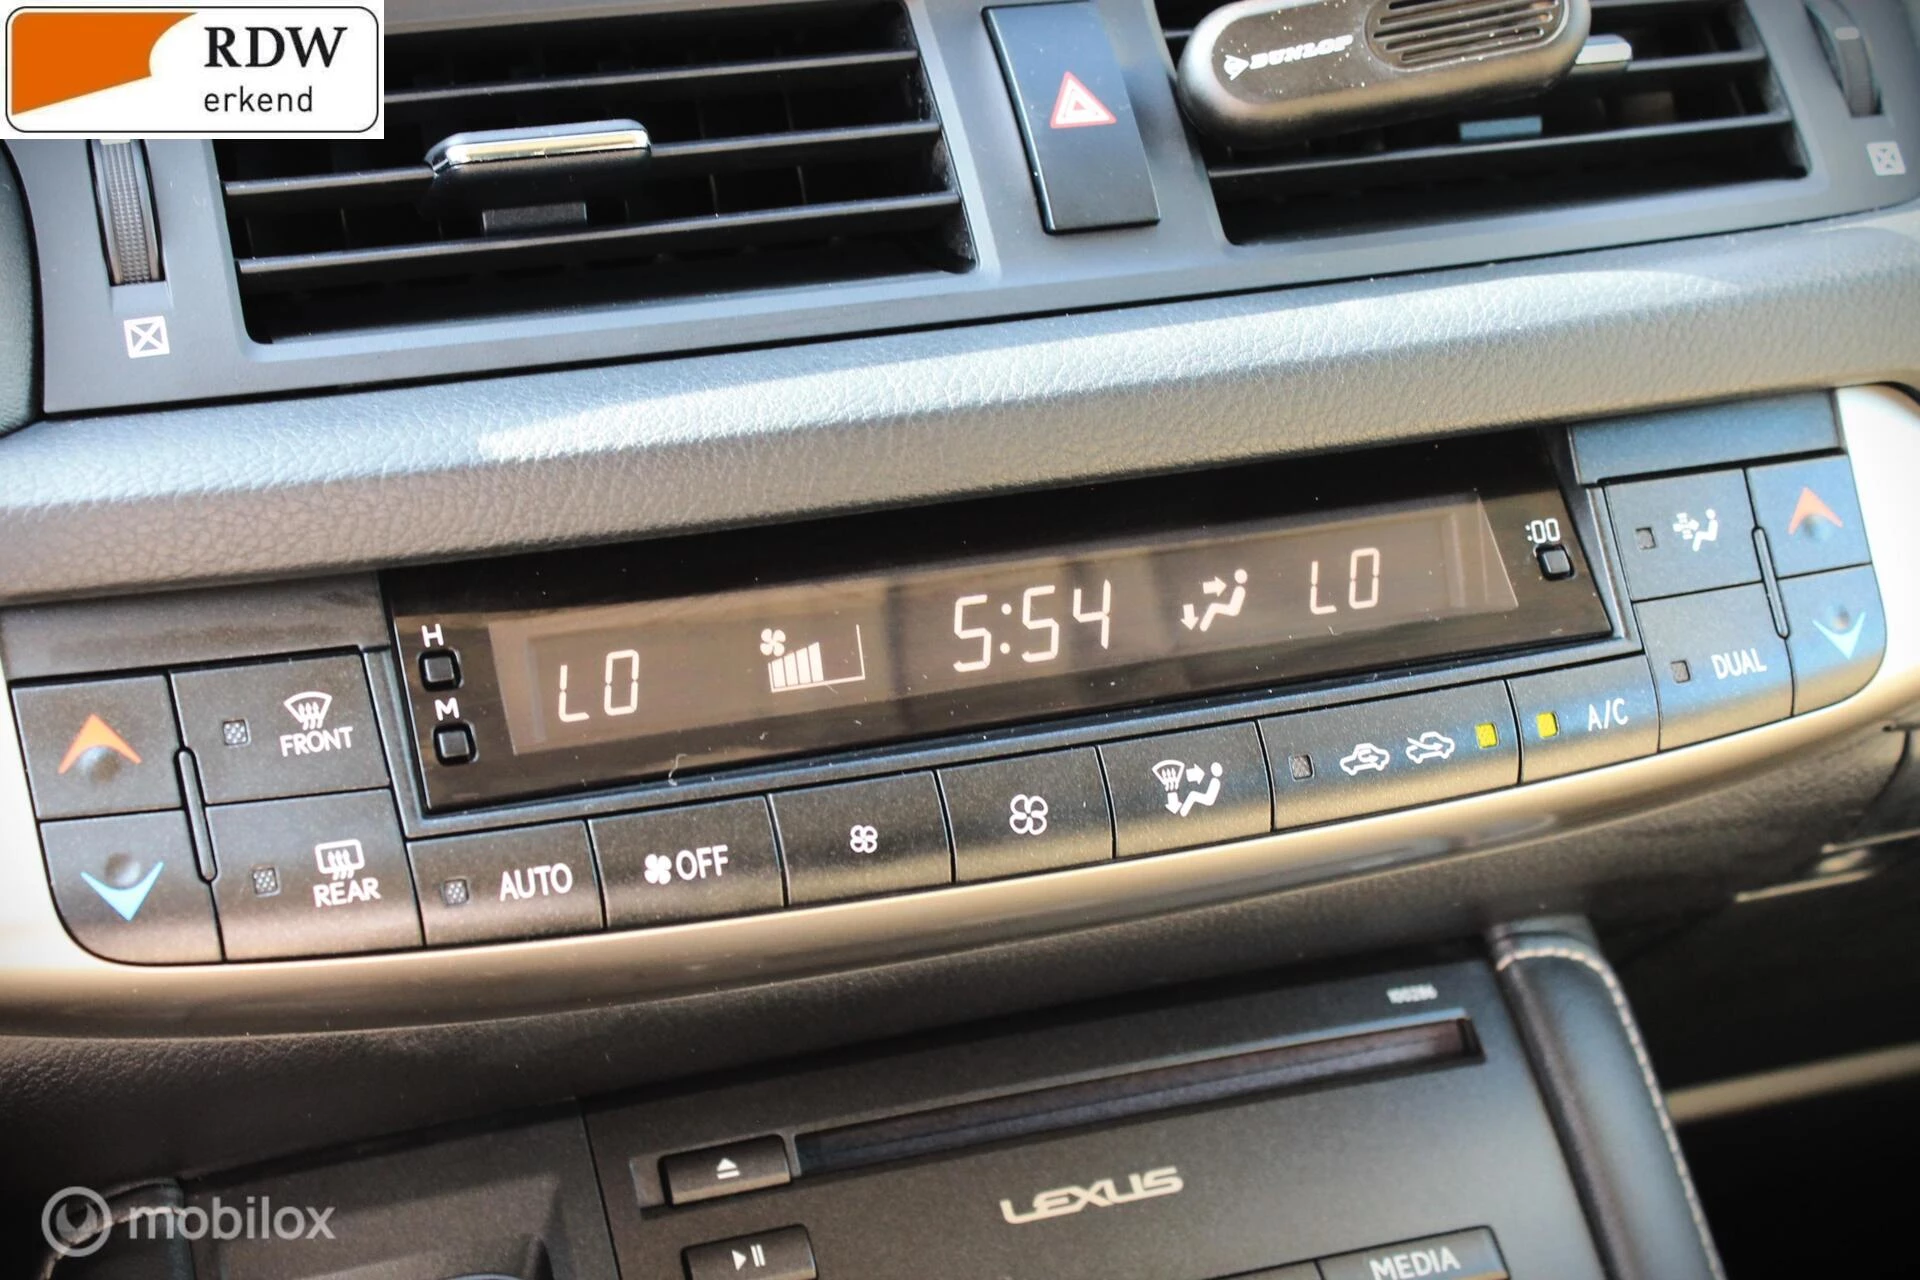 RDW
erkend
DUNLOP
:00
H
LO
5:54
LO
M
FRONT
DUAL
A/C
REAR
AUTO
OFF
LEXUS
MEDIA
mobilox